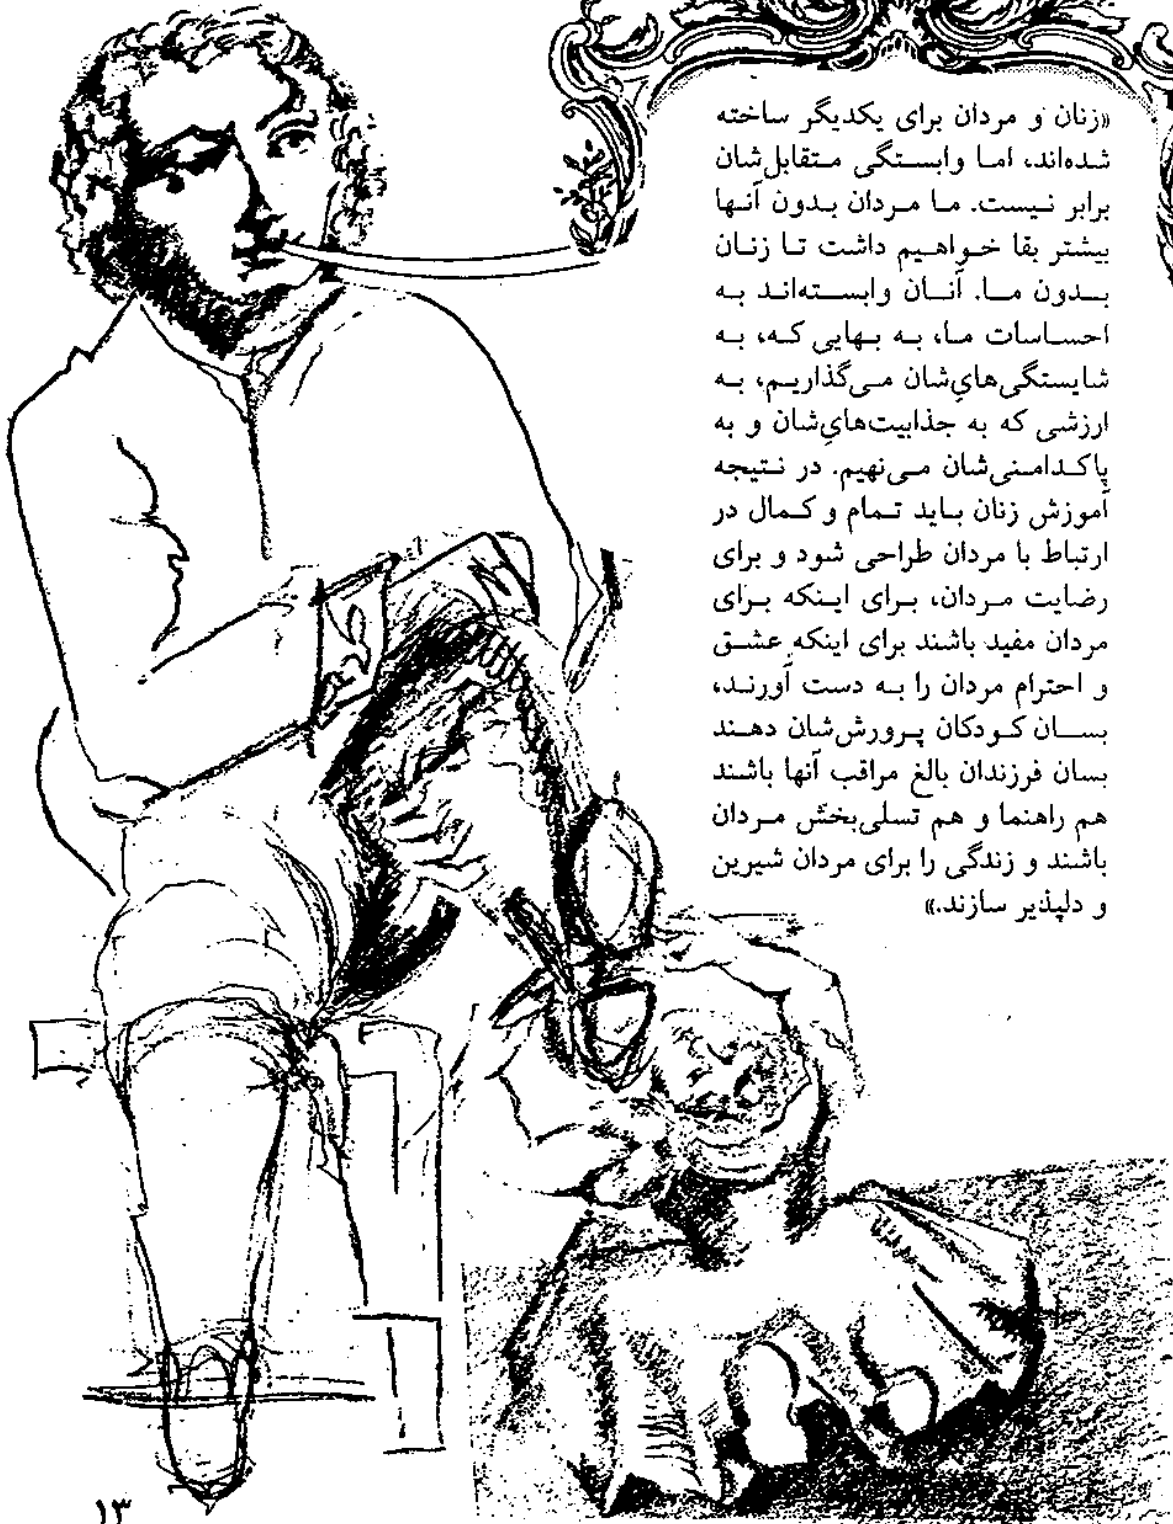 «زنان و مردان برای یکدیگر ساخته
شده‌اند، اما وابستگی متقابل‌شان
برابر نیست. ما مردان بدون آنها
بیشتر بقا خواهیم داشت تا زنان
بدون ما. آنان وابسته‌اند به
احساسات ما، به بهایی که، به
شایستگی‌هایِ‌شان می‌گذاریم، به
ارزشی که به جذابیت‌هایِ‌شان و به
پاکدامنی‌شان می‌نهیم. در نتیجه
آموزش زنان باید تمام و کمال در
ارتباط با مردان طراحی شود و برای
رضایت مردان، برای اینکه برای
مردان مفید باشند برای اینکه عشق
و احترام مردان را به دست آورند،
بسان کودکان پرورش‌شان دهند
بسان فرزندان بالغ مراقب آنها باشند
هم راهنما و هم تسلی‌بخش مردان
باشند و زندگی را برای مردان شیرین
و دلپذیر سازند.»
۱۳